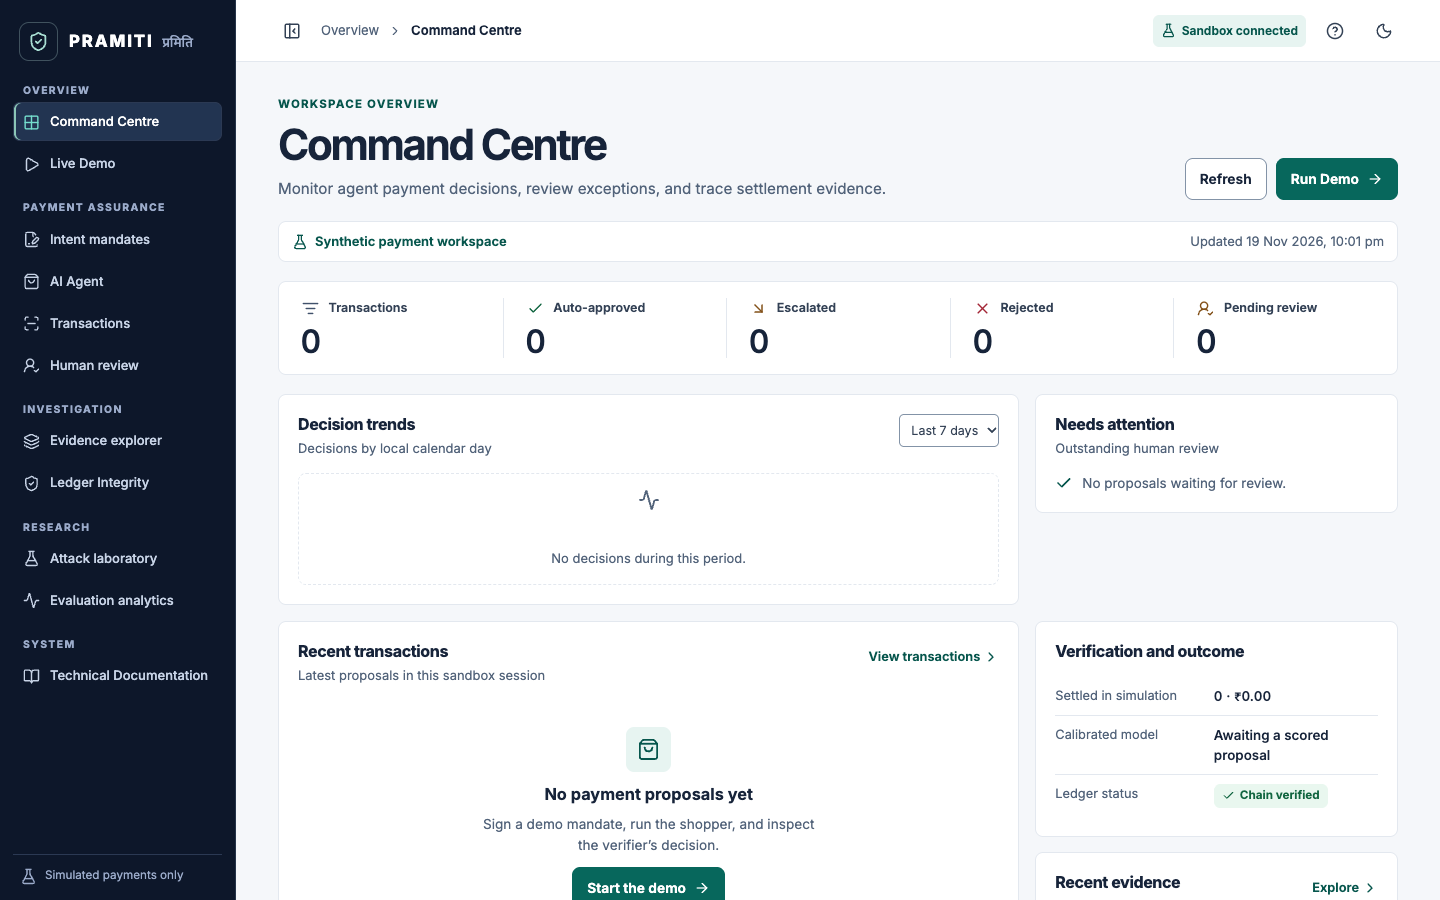 PRAMITI प्रमिति
OVERVIEW
Command Centre
Live Demo
PAYMENT ASSURANCE
Intent mandates
AI Agent
Transactions
Human review
INVESTIGATION
Evidence explorer
Ledger Integrity
RESEARCH
Attack laboratory
Evaluation analytics
SYSTEM
Technical Documentation
Simulated payments only
Overview > Command Centre
Sandbox connected
WORKSPACE OVERVIEW
Command Centre
Monitor agent payment decisions, review exceptions, and trace settlement evidence.
Refresh
Run Demo →
Synthetic payment workspace
Updated 19 Nov 2026, 10:01 pm
Transactions
0
Auto-approved
0
Escalated
0
Rejected
0
Pending review
0
Decision trends
Decisions by local calendar day
Last 7 days
No decisions during this period.
Needs attention
Outstanding human review
No proposals waiting for review.
Recent transactions
Latest proposals in this sandbox session
View transactions >
No payment proposals yet
Sign a demo mandate, run the shopper, and inspect
the verifier’s decision.
Start the demo →
Verification and outcome
Settled in simulation 0 · ₹0.00
Calibrated model Awaiting a scored
proposal
Ledger status Chain verified
Recent evidence
Explore >